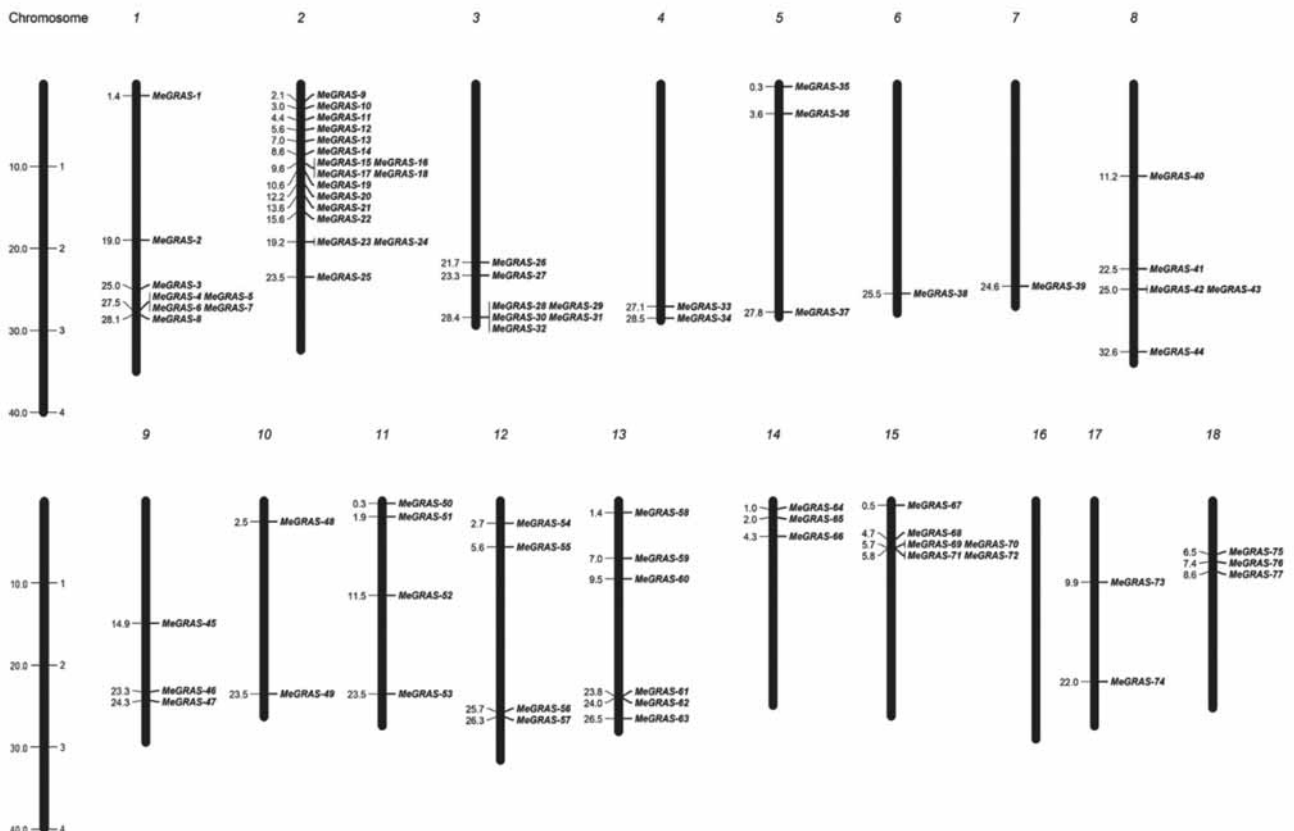 Chromosome 1 2 3 4 5 6 7 8
10.0 1
20.0 2
30.0 3
40.0 4
1.4 MeGRAS-1
19.0 MeGRAS-2
25.0 MeGRAS-3
MeGRAS-4 MeGRAS-5
27.5 MeGRAS-6 MeGRAS-7
28.1 MeGRAS-8
2.1 MeGRAS-9
3.0 MeGRAS-10
4.4 MeGRAS-11
5.6 MeGRAS-12
7.0 MeGRAS-13
8.6 MeGRAS-14
9.6 MeGRAS-15 MeGRAS-16
MeGRAS-17 MeGRAS-18
10.6 MeGRAS-19
12.2 MeGRAS-20
13.6 MeGRAS-21
15.6 MeGRAS-22
19.2 MeGRAS-23 MeGRAS-24
23.5 MeGRAS-25
21.7 MeGRAS-26
23.3 MeGRAS-27
MeGRAS-28 MeGRAS-29
28.4 MeGRAS-30 MeGRAS-31
MeGRAS-32
27.1 MeGRAS-33
28.5 MeGRAS-34
0.3 MeGRAS-35
3.6 MeGRAS-36
27.8 MeGRAS-37
25.5 MeGRAS-38
24.6 MeGRAS-39
11.2 MeGRAS-40
22.5 MeGRAS-41
25.0 MeGRAS-42 MeGRAS-43
32.6 MeGRAS-44
9 10 11 12 13 14 15 16 17 18
10.0 1
20.0 2
30.0 3
40.0 4
14.9 MeGRAS-45
23.3 MeGRAS-46
24.3 MeGRAS-47
2.5 MeGRAS-48
23.5 MeGRAS-49
0.3 MeGRAS-50
1.9 MeGRAS-51
11.5 MeGRAS-52
23.5 MeGRAS-53
2.7 MeGRAS-54
5.6 MeGRAS-55
25.7 MeGRAS-56
26.3 MeGRAS-57
1.4 MeGRAS-58
7.0 MeGRAS-59
9.5 MeGRAS-60
23.8 MeGRAS-61
24.0 MeGRAS-62
26.5 MeGRAS-63
1.0 MeGRAS-64
2.0 MeGRAS-65
4.3 MeGRAS-66
0.5 MeGRAS-67
4.7 MeGRAS-68
5.7 MeGRAS-69 MeGRAS-70
5.8 MeGRAS-71 MeGRAS-72
9.9 MeGRAS-73
22.0 MeGRAS-74
6.5 MeGRAS-75
7.4 MeGRAS-76
8.6 MeGRAS-77